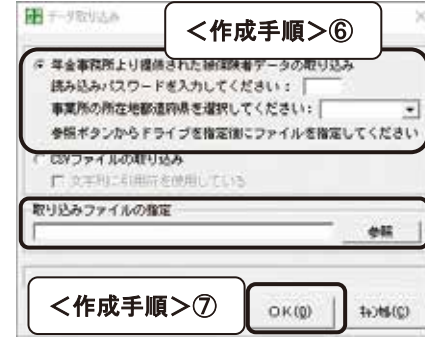 データ取り込み
<作成手順>⑥
年金事務所より提供された被保険者データの取り込み
読み込みパスワードを入力してください：
事業所の所在地都道府県を選択してください：
参照ボタンからドライブを指定後にファイルを指定してください
CSVファイルの取り込み
文字列に引用符を使用している
取り込みファイルの指定
参照
<作成手順>⑦
OK(O)
ｷｬﾝｾﾙ(C)